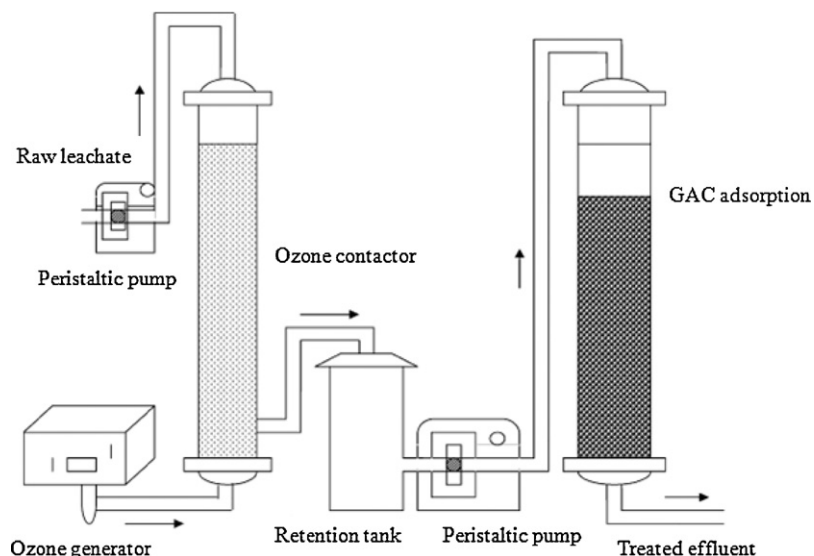 Raw leachate
Peristaltic pump
Ozone contactor
GAC adsorption
Ozone generator
Retention tank
Peristaltic pump
Treated effluent